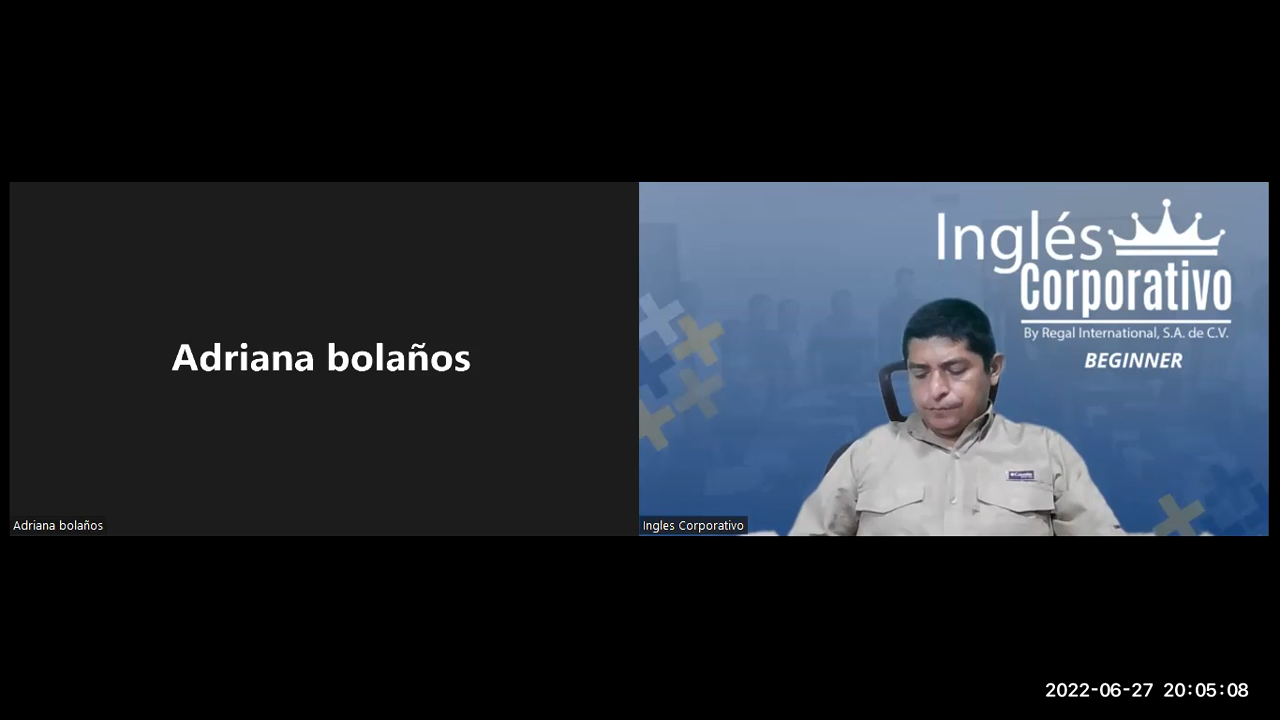 Adriana bolaños
Adriana bolaños
Inglés
Corporativo
By Regal International, S.A. de C.V.
BEGINNER
Columbia
Ingles Corporativo
2022-06-27 20:05:08